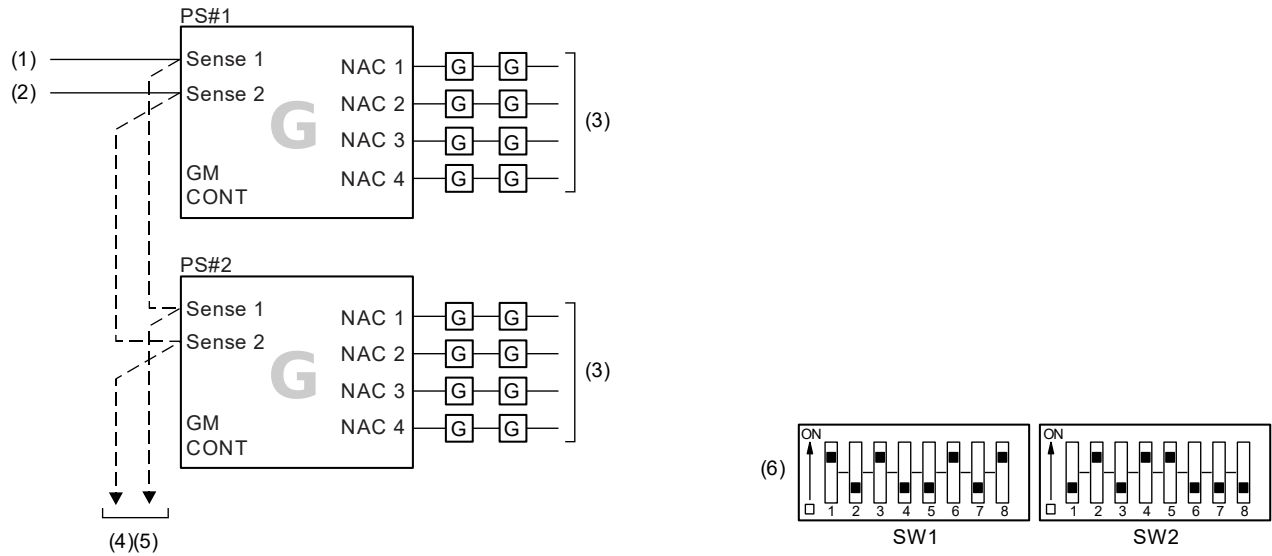 PS#1
(1)
Sense 1
(2)
Sense 2
G
GM
CONT
NAC 1 G G
NAC 2 G G
NAC 3 G G
NAC 4 G G
(3)
PS#2
Sense 1
Sense 2
G
GM
CONT
NAC 1 G G
NAC 2 G G
NAC 3 G G
NAC 4 G G
(3)
(4)(5)
(6)
ON
1 2 3 4 5 6 7 8
SW1
ON
1 2 3 4 5 6 7 8
SW2